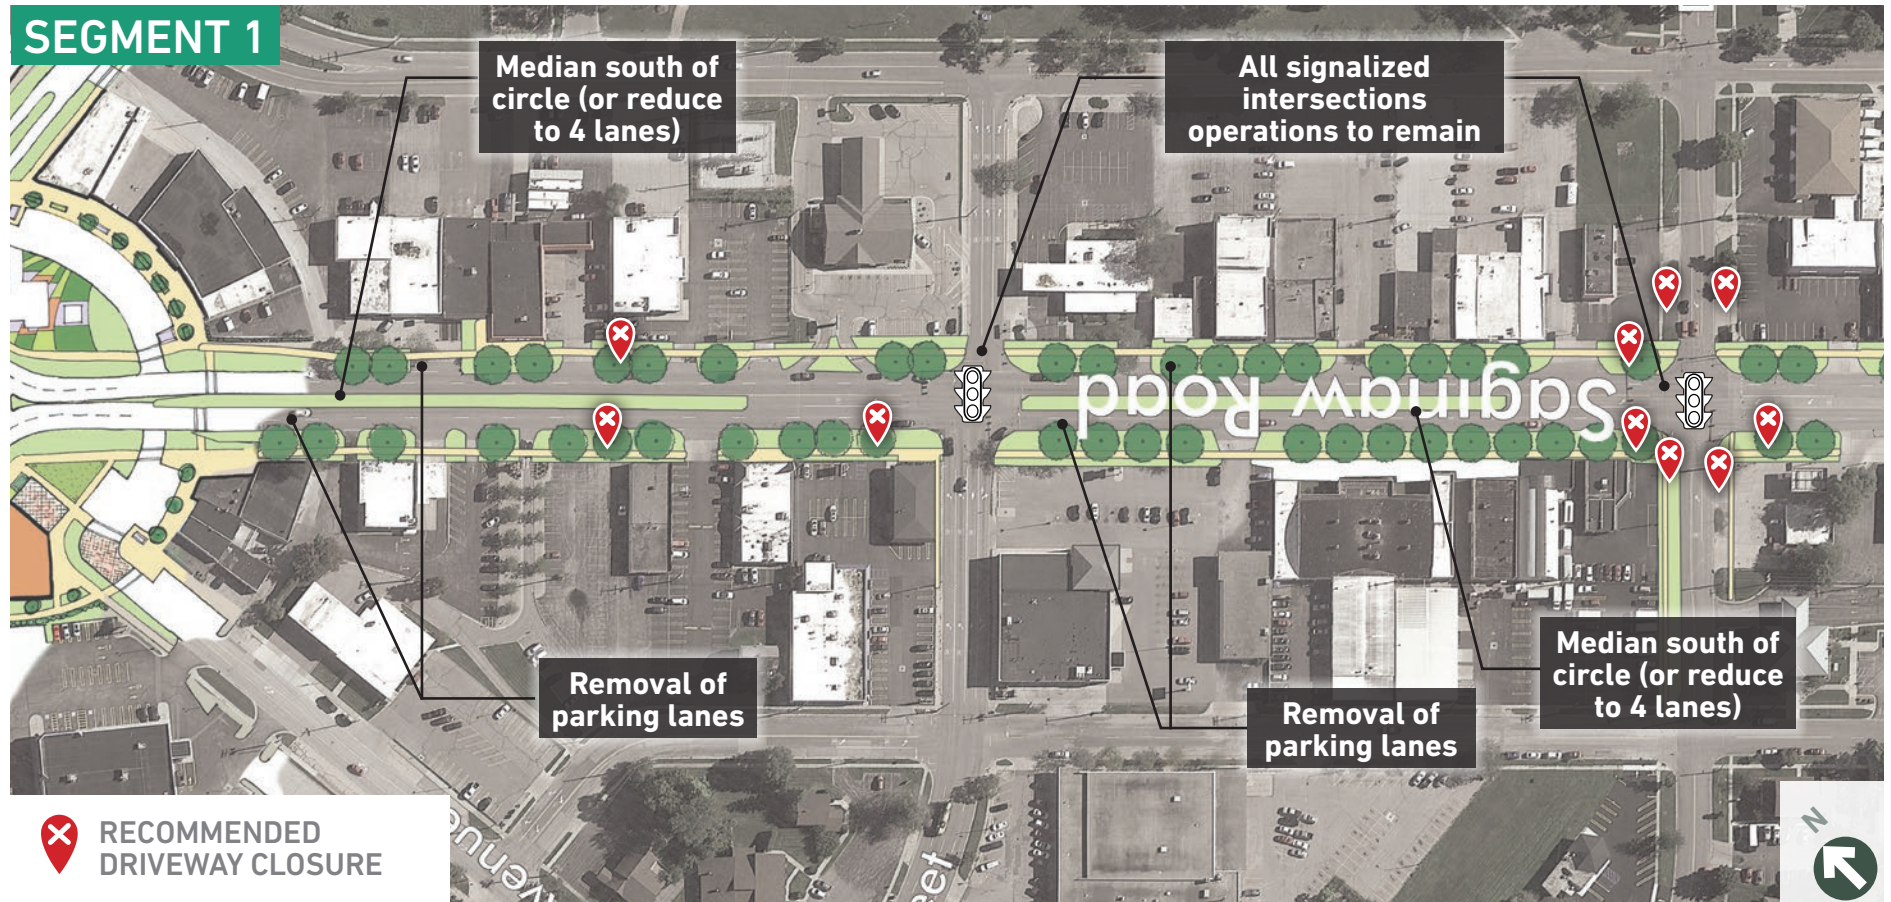 SEGMENT 1
Median south of
circle (or reduce
to 4 lanes)
All signalized
intersections
operations to remain
Saginaw Road
Removal of
parking lanes
Removal of
parking lanes
Median south of
circle (or reduce
to 4 lanes)
RECOMMENDED
DRIVEWAY CLOSURE
venue
eet
N